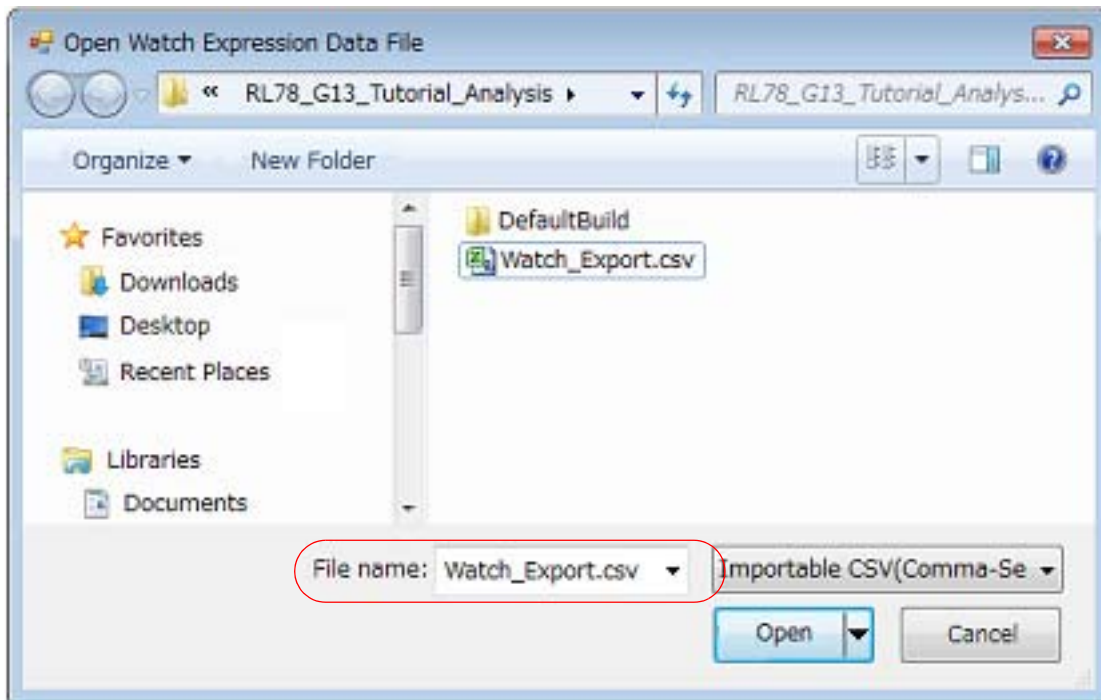 Open Watch Expression Data File
« RL78_G13_Tutorial_Analysis
RL78_G13_Tutorial_Analys...
Organize
New Folder
Favorites
Downloads
Desktop
Recent Places
Libraries
Documents
DefaultBuild
Watch_Export.csv
File name: Watch_Export.csv
Importable CSV(Comma-Se
Open
Cancel